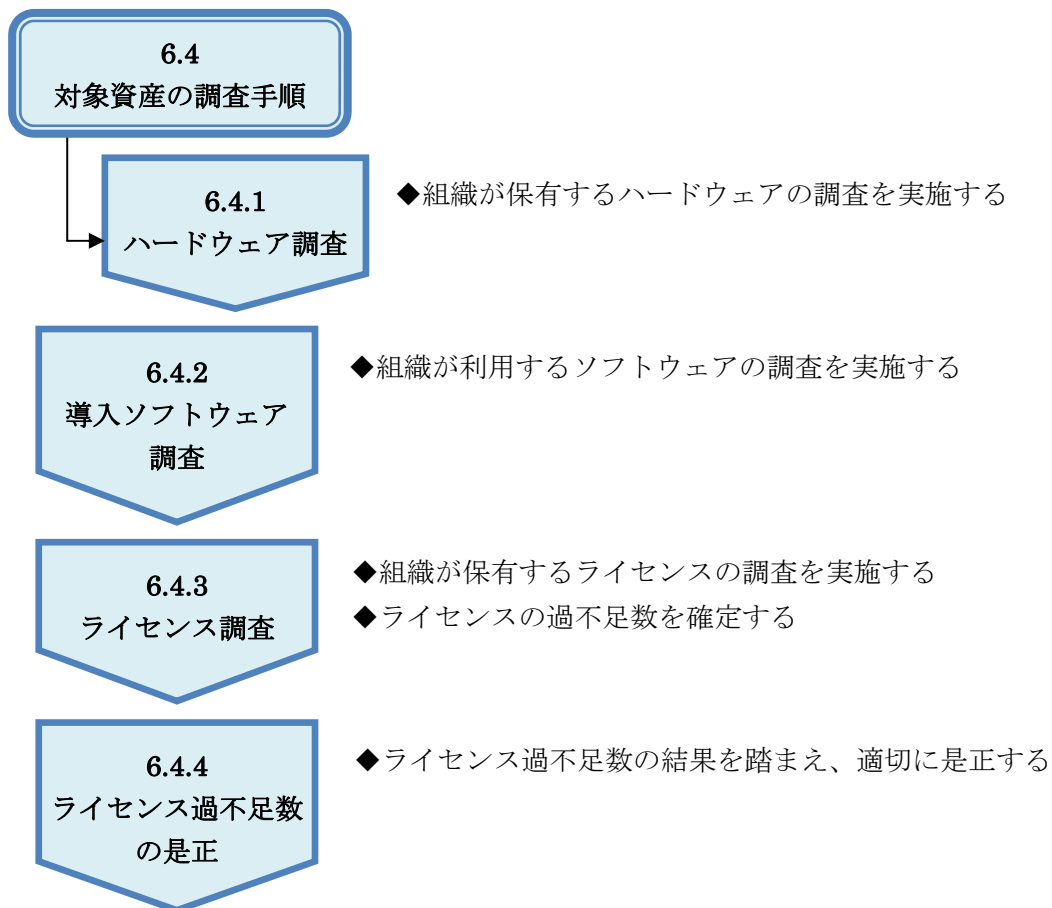 6.4
対象資産の調査手順
6.4.1
ハードウェア調査
◆組織が保有するハードウェアの調査を実施する
6.4.2
導入ソフトウェア
調査
◆組織が利用するソフトウェアの調査を実施する
6.4.3
ライセンス調査
◆組織が保有するライセンスの調査を実施する
◆ライセンスの過不足数を確定する
6.4.4
ライセンス過不足数
の是正
◆ライセンス過不足数の結果を踏まえ、適切に是正する